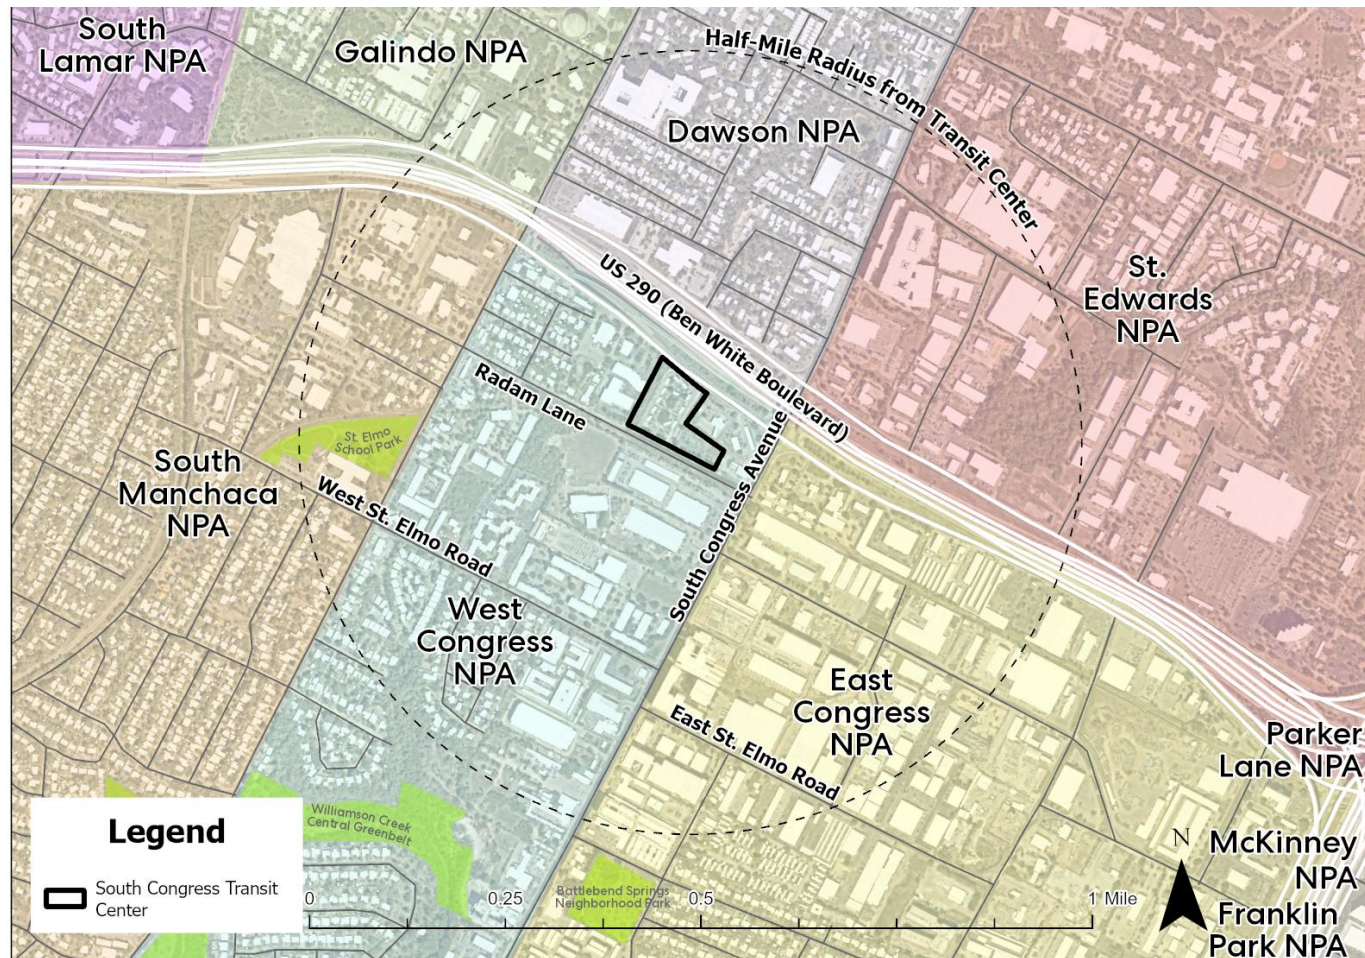 South
Lamar NPA
Galindo NPA
Half-Mile Radius from Transit Center
Dawson NPA
US 290 (Ben White Boulevard)
St.
Edwards
NPA
Radam Lane
St. Elmo
School Park
South
Manchaca
NPA
West St. Elmo Road
South Congress Avenue
West
Congress
NPA
East
Congress
NPA
East St. Elmo Road
Parker
Lane NPA
Williamson Creek
Central Greenbelt
Legend
South Congress Transit
Center
Battlebend Springs
Neighborhood Park
0
0.25
0.5
1 Mile
N
McKinney
NPA
Franklin
Park NPA